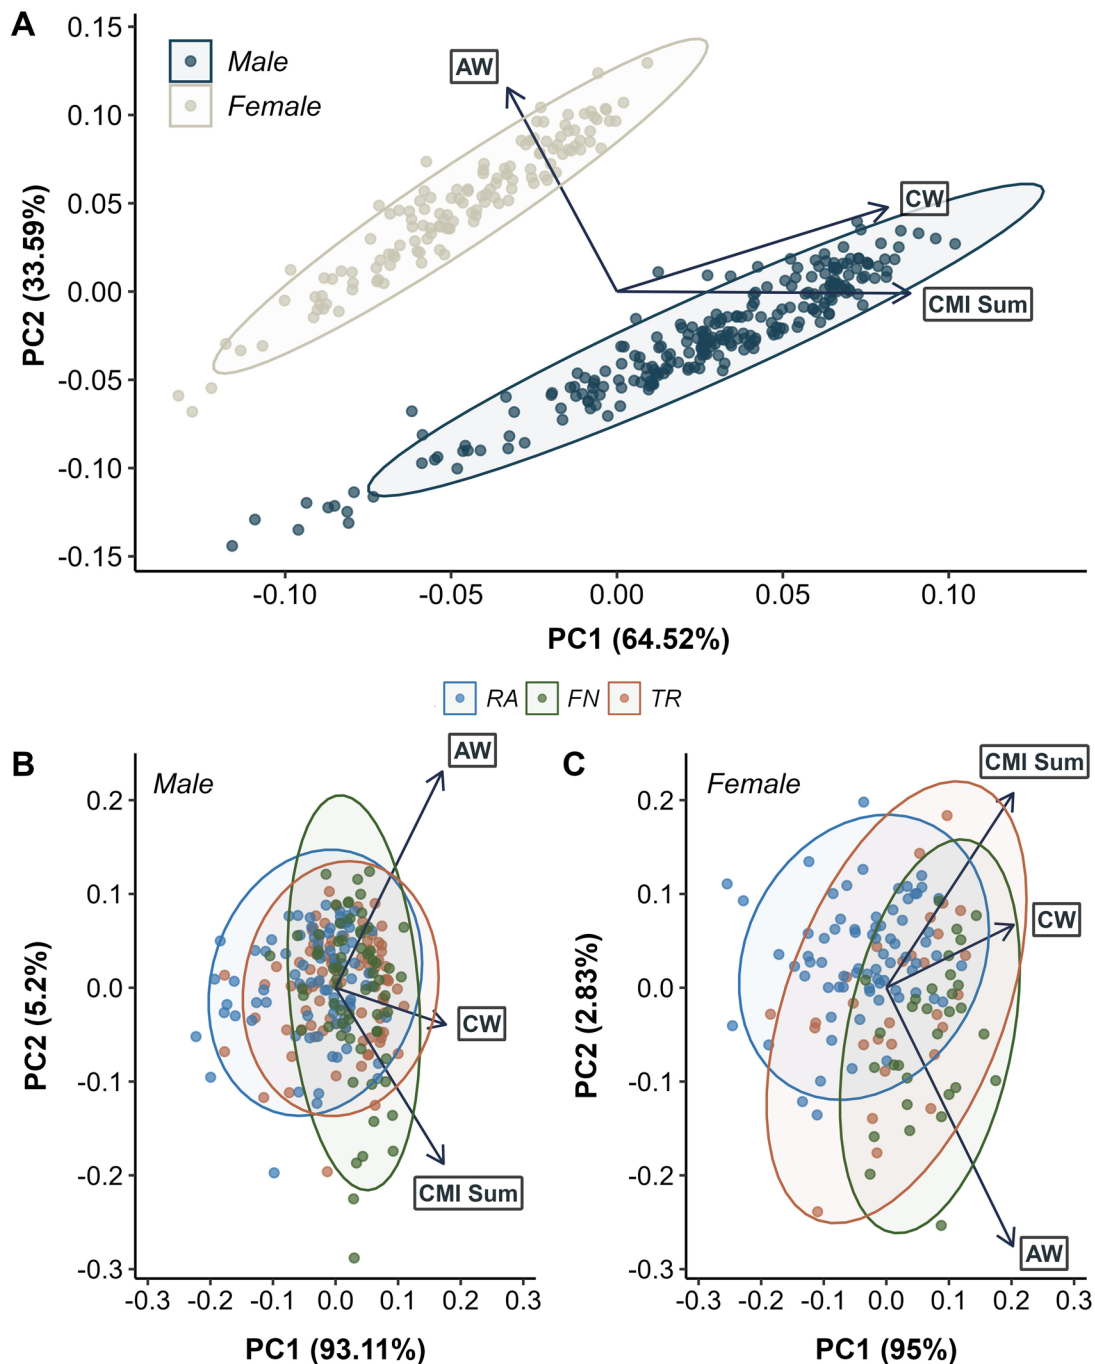 A
Male
Female
AW
CW
CMI Sum
PC2 (33.59%)
0.15
0.10
0.05
0.00
-0.05
-0.10
-0.15
-0.10
-0.05
0.00
0.05
0.10
PC1 (64.52%)
RA FN TR
B
Male
AW
CW
CMI Sum
PC2 (5.2%)
0.2
0.1
0.0
-0.1
-0.2
-0.3
-0.3 -0.2 -0.1 0.0 0.1 0.2 0.3
PC1 (93.11%)
C
Female
CMI Sum
CW
AW
PC2 (2.83%)
0.2
0.1
0.0
-0.1
-0.2
-0.3
-0.3 -0.2 -0.1 0.0 0.1 0.2 0.3
PC1 (95%)